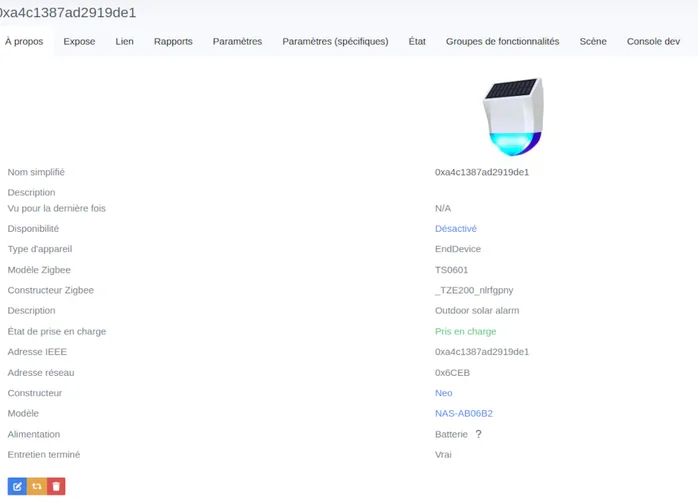 0xa4c1387ad2919de1
À propos Expose Lien Rapports Paramètres Paramètres (spécifiques) État Groupes de fonctionnalités Scène Console dev
Nom simplifié 0xa4c1387ad2919de1
Description
Vu pour la dernière fois N/A
Disponibilité Désactivé
Type d'appareil EndDevice
Modèle Zigbee TS0601
Constructeur Zigbee _TZE200_nlrfgpny
Description Outdoor solar alarm
État de prise en charge Pris en charge
Adresse IEEE 0xa4c1387ad2919de1
Adresse réseau 0x6CEB
Constructeur Neo
Modèle NAS-AB06B2
Alimentation Batterie ?
Entretien terminé Vrai